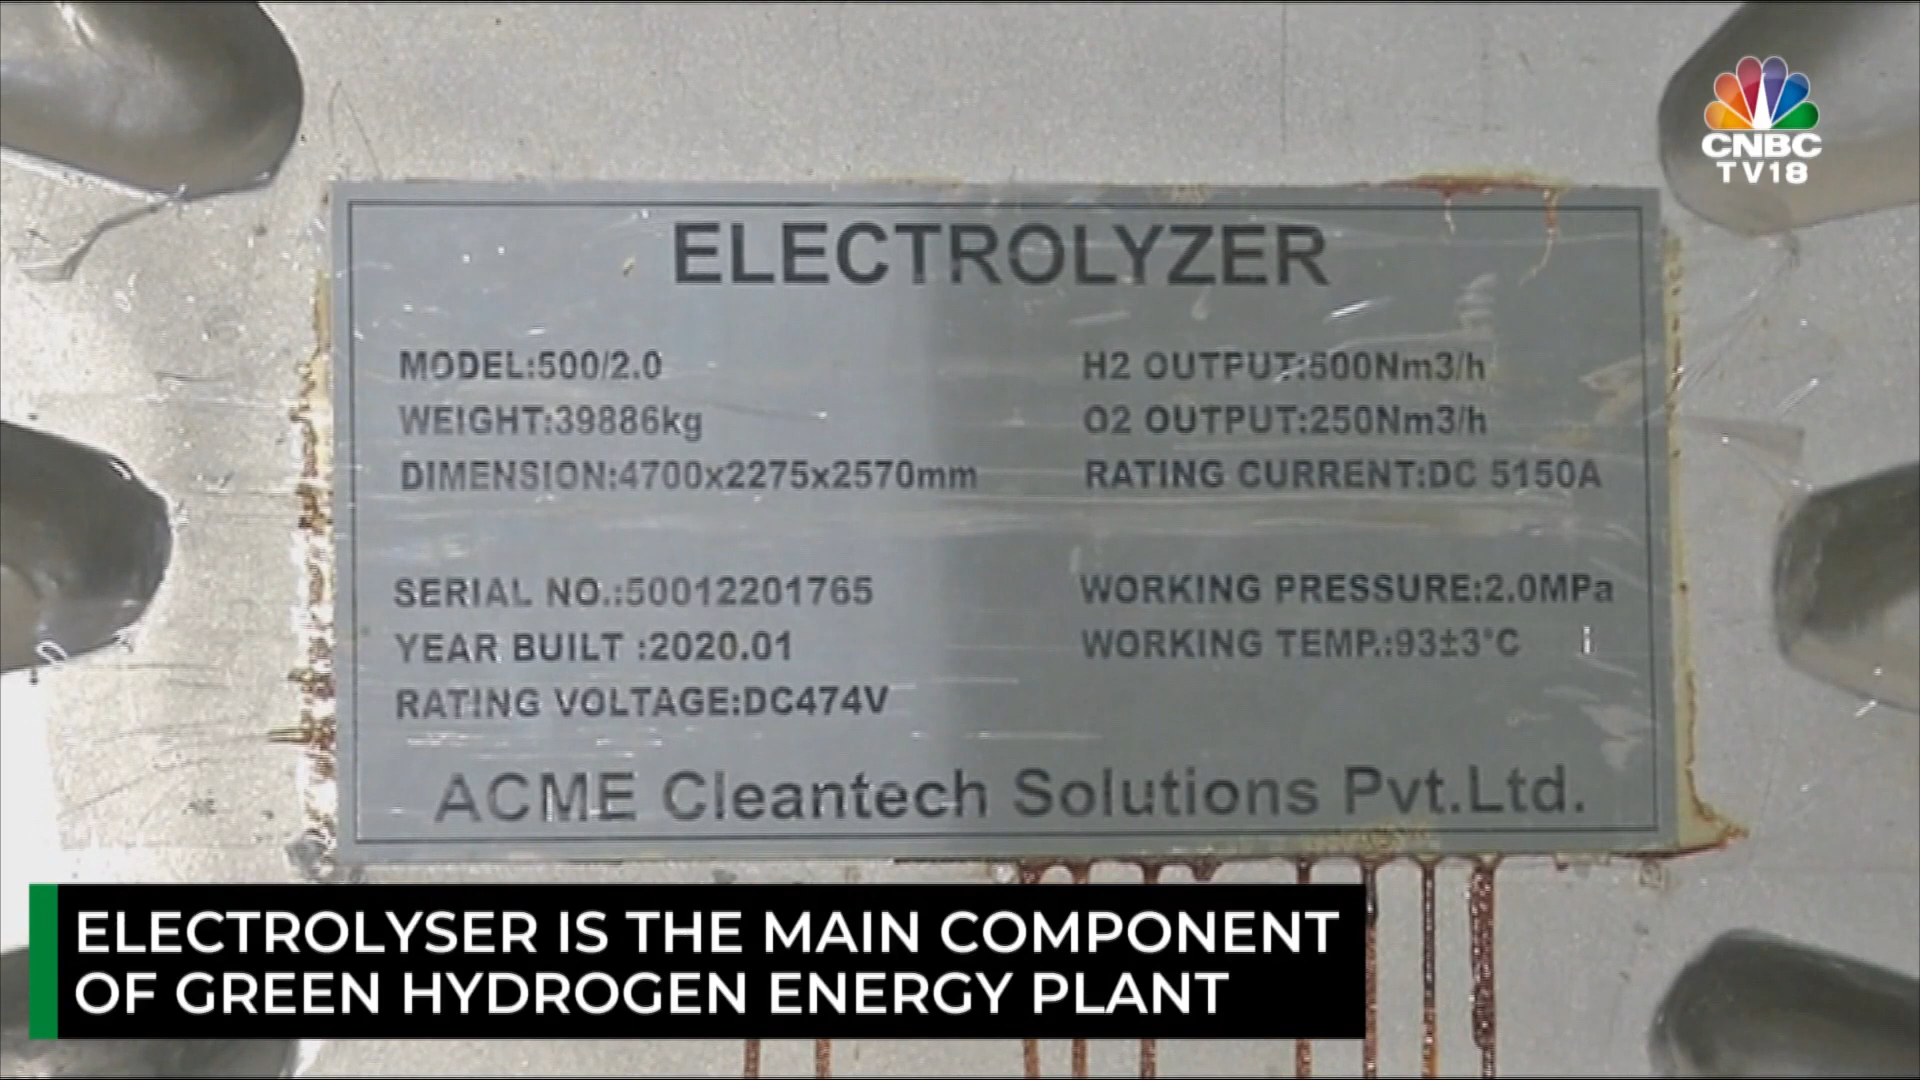 CNBC
TV18
ELECTROLYZER
MODEL:500/2.0
WEIGHT:39886kg
DIMENSION:4700x2275x2570mm
H2 OUTPUT:500Nm3/h
O2 OUTPUT:250Nm3/h
RATING CURRENT:DC 5150A
SERIAL NO.:50012201765
YEAR BUILT :2020.01
RATING VOLTAGE:DC474V
WORKING PRESSURE:2.0MPa
WORKING TEMP.:93±3°C
ACME Cleantech Solutions Pvt.Ltd.
ELECTROLYSER IS THE MAIN COMPONENT
OF GREEN HYDROGEN ENERGY PLANT